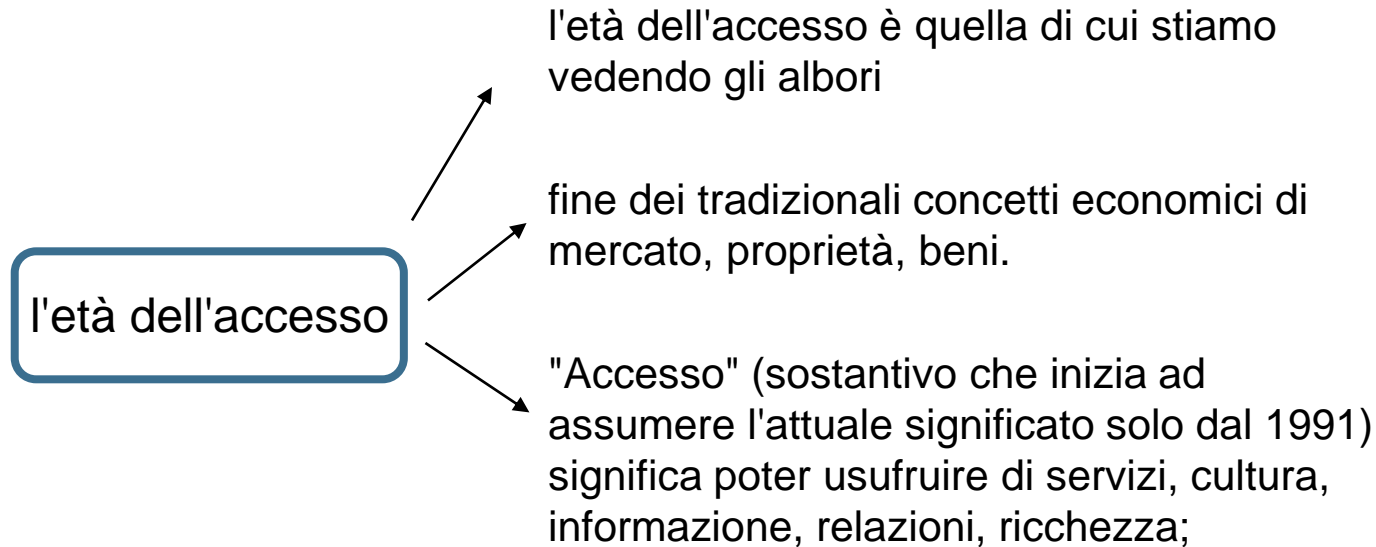 l'età dell'accesso è quella di cui stiamo
vedendo gli albori
fine dei tradizionali concetti economici di
mercato, proprietà, beni.
l'età dell'accesso
"Accesso" (sostantivo che inizia ad
assumere l'attuale significato solo dal 1991)
significa poter usufruire di servizi, cultura,
informazione, relazioni, ricchezza;